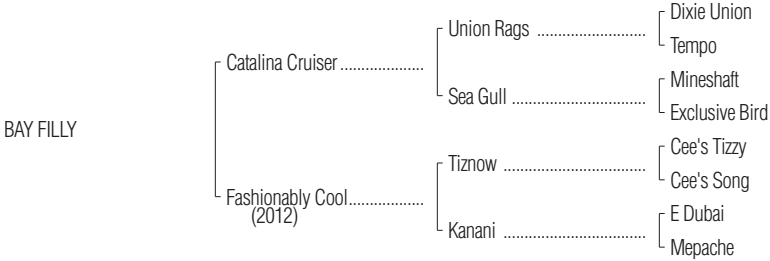 Dixie Union
Union Rags ........................
Tempo
Catalina Cruiser ...................
Mineshaft
Sea Gull .............................
Exclusive Bird
BAY FILLY
Cee's Tizzy
Tiznow ..............................
Cee's Song
Fashionably Cool.................
(2012)
E Dubai
Kanani ..............................
Mepache